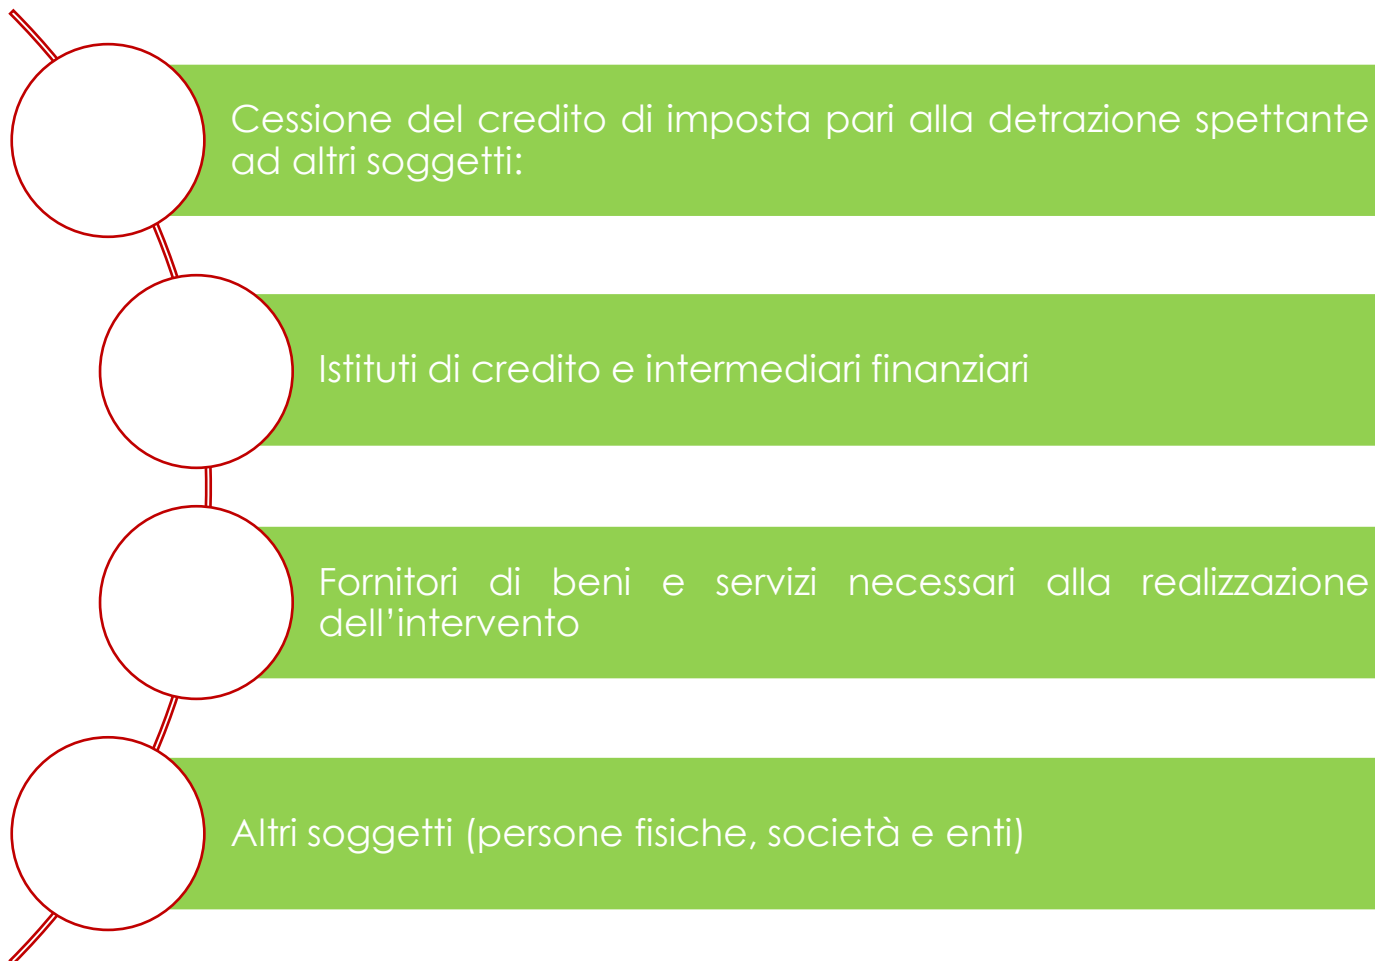 Cessione del credito di imposta pari alla detrazione spettante
ad altri soggetti:
Istituti di credito e intermediari finanziari
Fornitori di beni e servizi necessari alla realizzazione
dell’intervento
Altri soggetti (persone fisiche, società e enti)